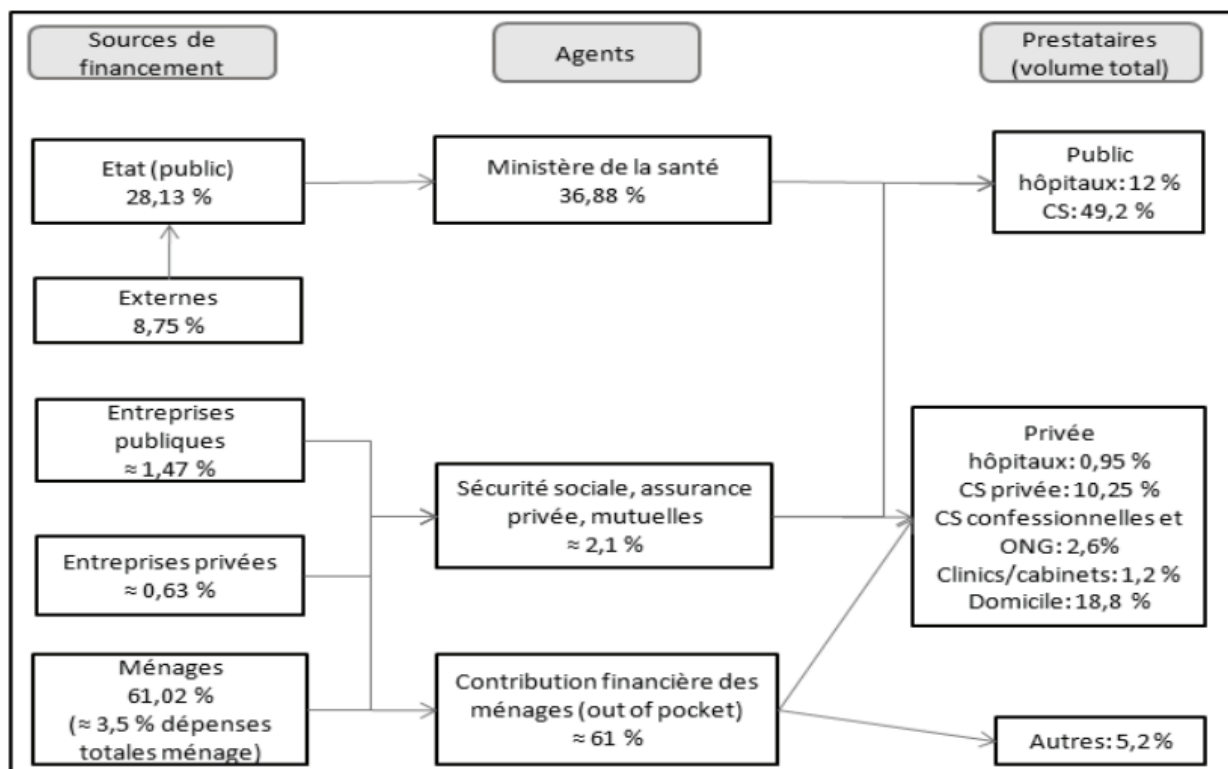 Sources de
financement
Agents
Prestataires
(volume total)
Etat (public)
28,13 %
Ministère de la santé
36,88 %
Public
hôpitaux: 12 %
CS: 49,2 %
Externes
8,75 %
Entreprises
publiques
≈ 1,47 %
Sécurité sociale, assurance
privée, mutuelles
≈ 2,1 %
Privée
hôpitaux: 0,95 %
CS privée: 10,25 %
CS confessionnelles et
ONG: 2,6%
Clinics/cabinets: 1,2 %
Domicile: 18,8 %
Entreprises privées
≈ 0,63 %
Ménages
61,02 %
(≈ 3,5 % dépenses
totales ménage)
Contribution financière des
ménages (out of pocket)
≈ 61 %
Autres: 5,2%